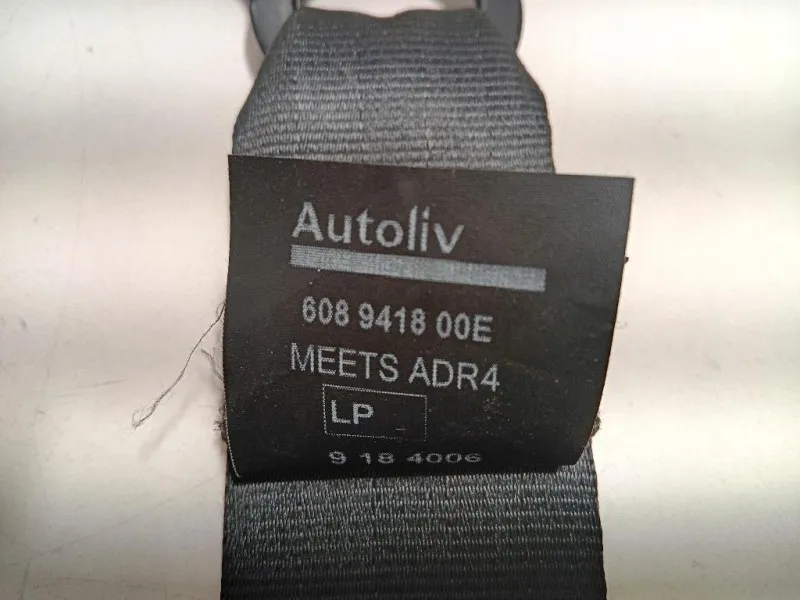 Autoliv
608 9418 00E
MEETS ADR4
LP
9 18 4006